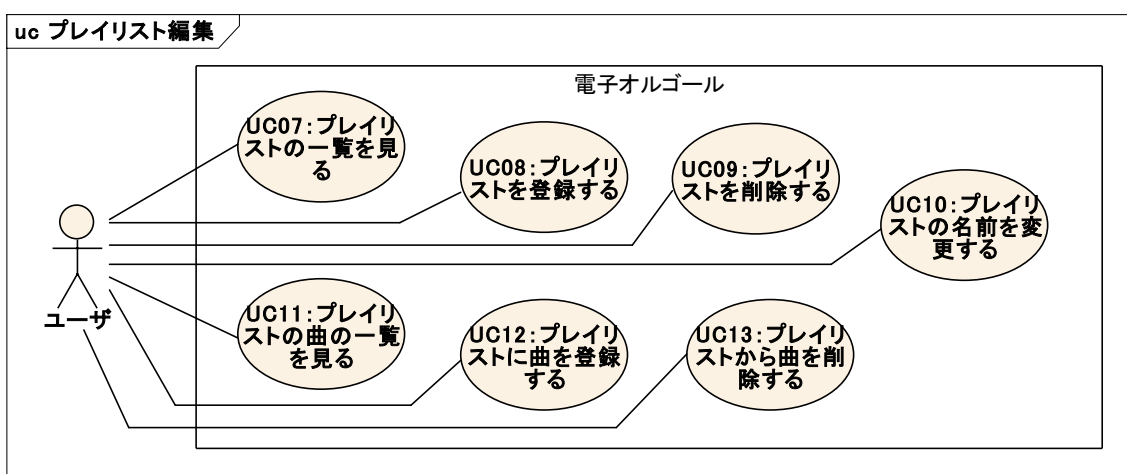 uc プレイリスト編集
電子オルゴール
UC07:プレイリ
ストの一覧を見
る
UC08:プレイリ
ストを登録する
UC09:プレイリ
ストを削除する
UC10:プレイリ
ストの名前を変
更する
ユーザ
UC11:プレイリ
ストの曲の一覧
を見る
UC12:プレイリ
ストに曲を登録
する
UC13:プレイリ
ストから曲を削
除する